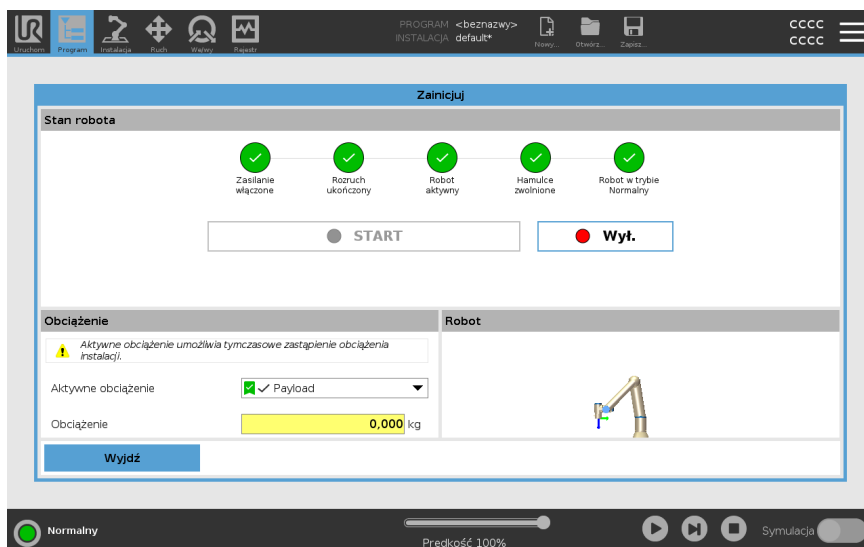 PROGRAM <beznazwy>
INSTALACJA default*
CCCC
CCCC
Uruchom Program Instalacja Ruch We/wy Rejestr Nowy... Otwórz... Zapisz...
Zainicjuj
Stan robota
Zasilanie
włączone
Rozruch
ukończony
Robot
aktywny
Hamulce
zwolnione
Robot w trybie
Normalny
START
Wył.
Obciążenie
Aktywne obciążenie umożliwia tymczasowe zastąpienie obciążenia
instalacji.
Aktywne obciążenie Payload
Obciążenie 0,000 kg
Robot
Wyjdź
Normalny
Prędkość 100%
Symulacja